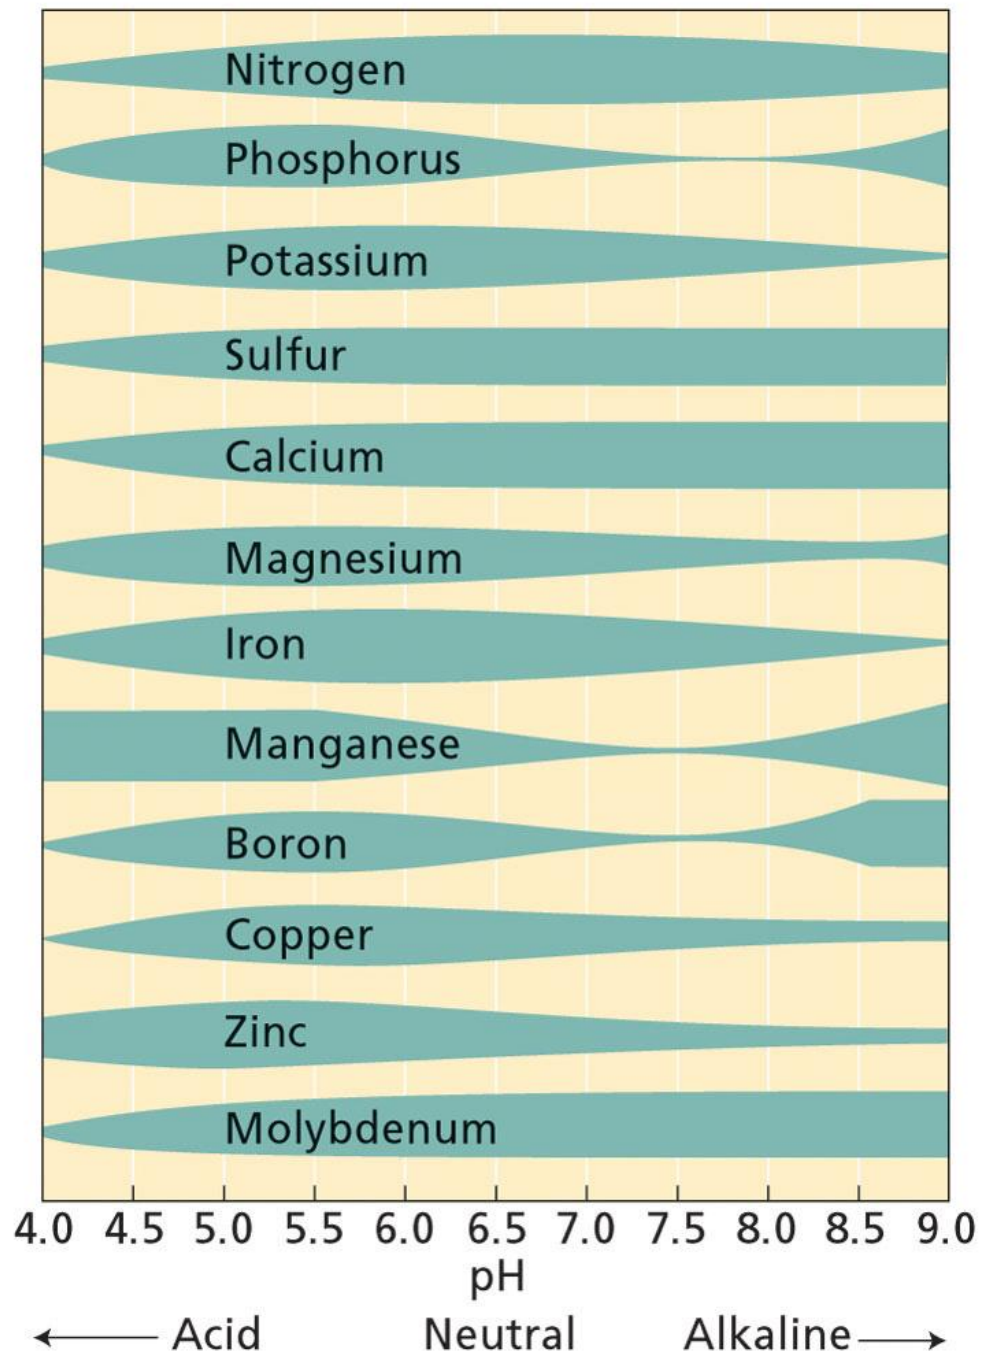 Nitrogen
Phosphorus
Potassium
Sulfur
Calcium
Magnesium
Iron
Manganese
Boron
Copper
Zinc
Molybdenum
4.0 4.5 5.0 5.5 6.0 6.5 7.0 7.5 8.0 8.5 9.0
pH
Acid Neutral Alkaline